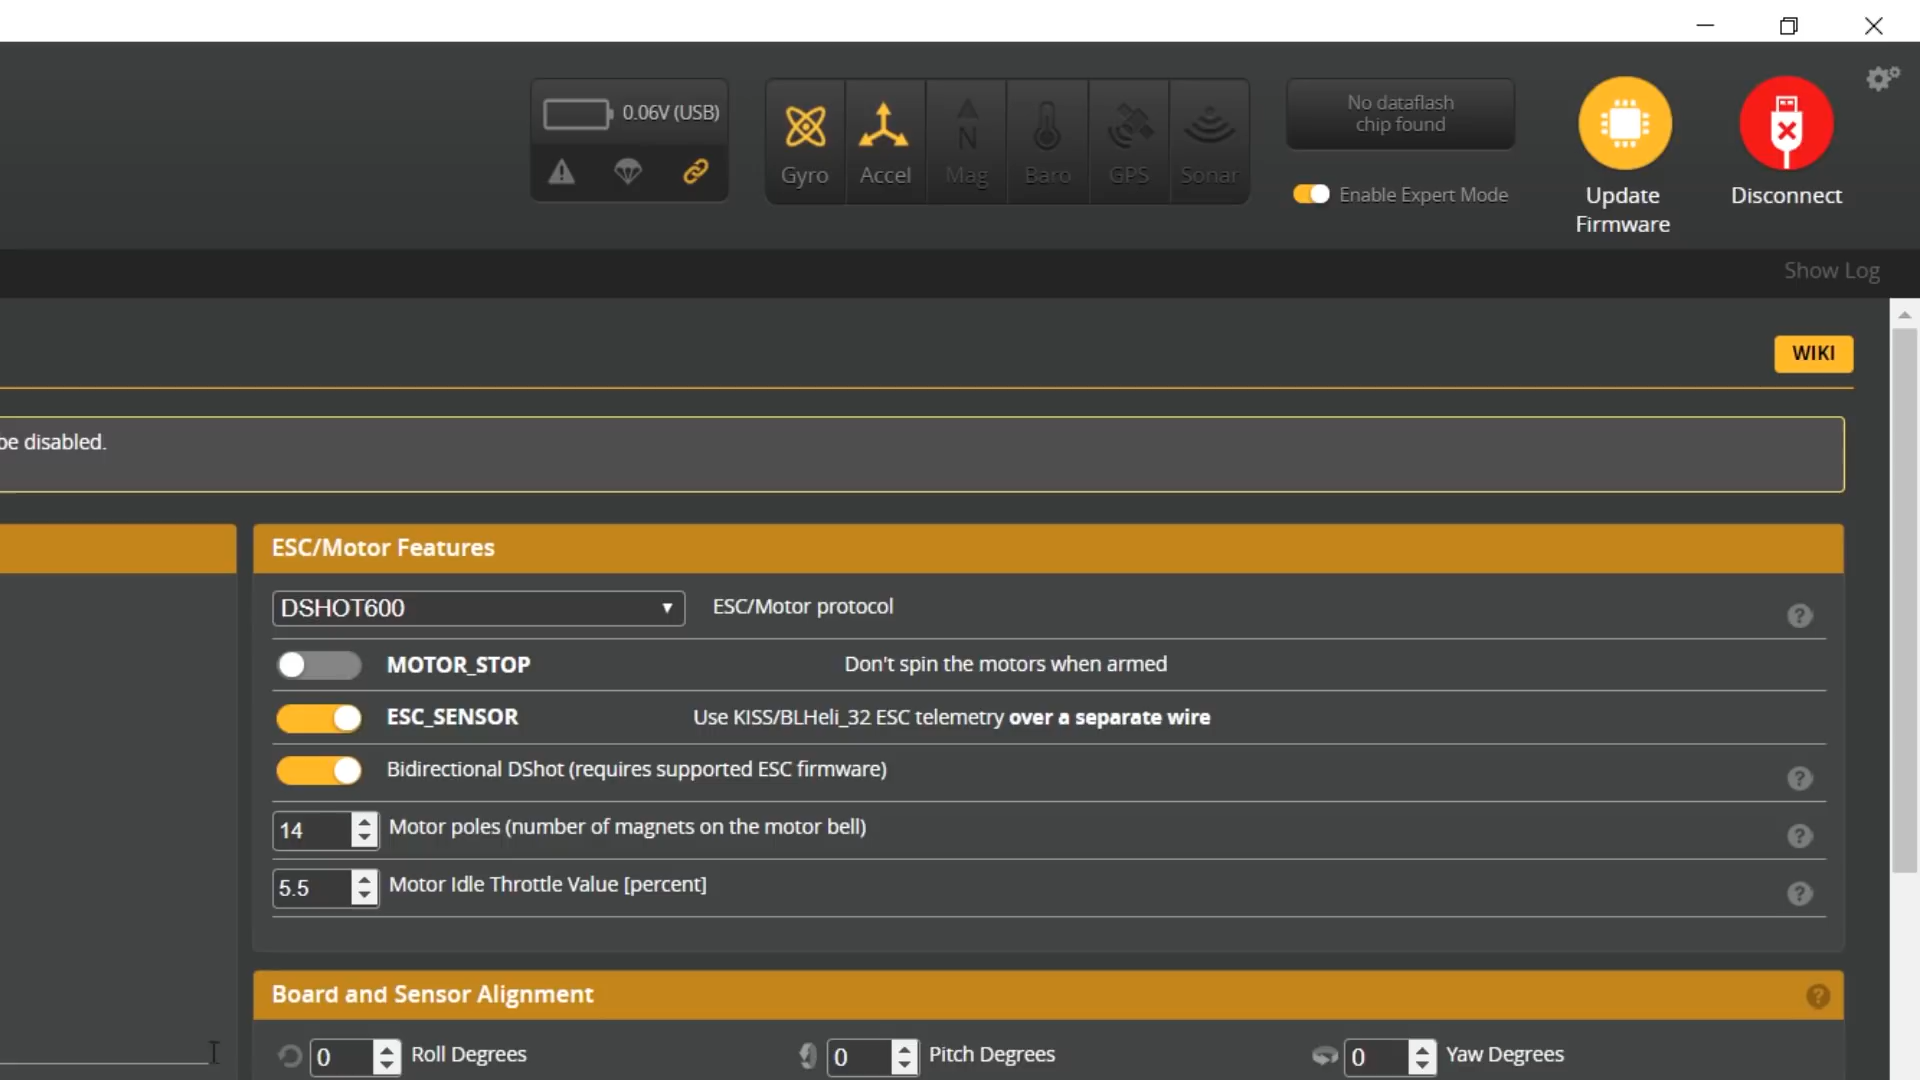 0.06V (USB)
Gyro
Accel
N
Mag
Baro
GPS
Sonar
No dataflash
chip found
Enable Expert Mode
Update
Firmware
Disconnect
Show Log
WIKI
be disabled.
ESC/Motor Features
DSHOT600
ESC/Motor protocol
?
MOTOR_STOP
Don't spin the motors when armed
ESC_SENSOR
Use KISS/BLHeli_32 ESC telemetry over a separate wire
Bidirectional DShot (requires supported ESC firmware)
?
14
Motor poles (number of magnets on the motor bell)
?
5.5
Motor Idle Throttle Value [percent]
?
Board and Sensor Alignment
?
0
Roll Degrees
0
Pitch Degrees
0
Yaw Degrees